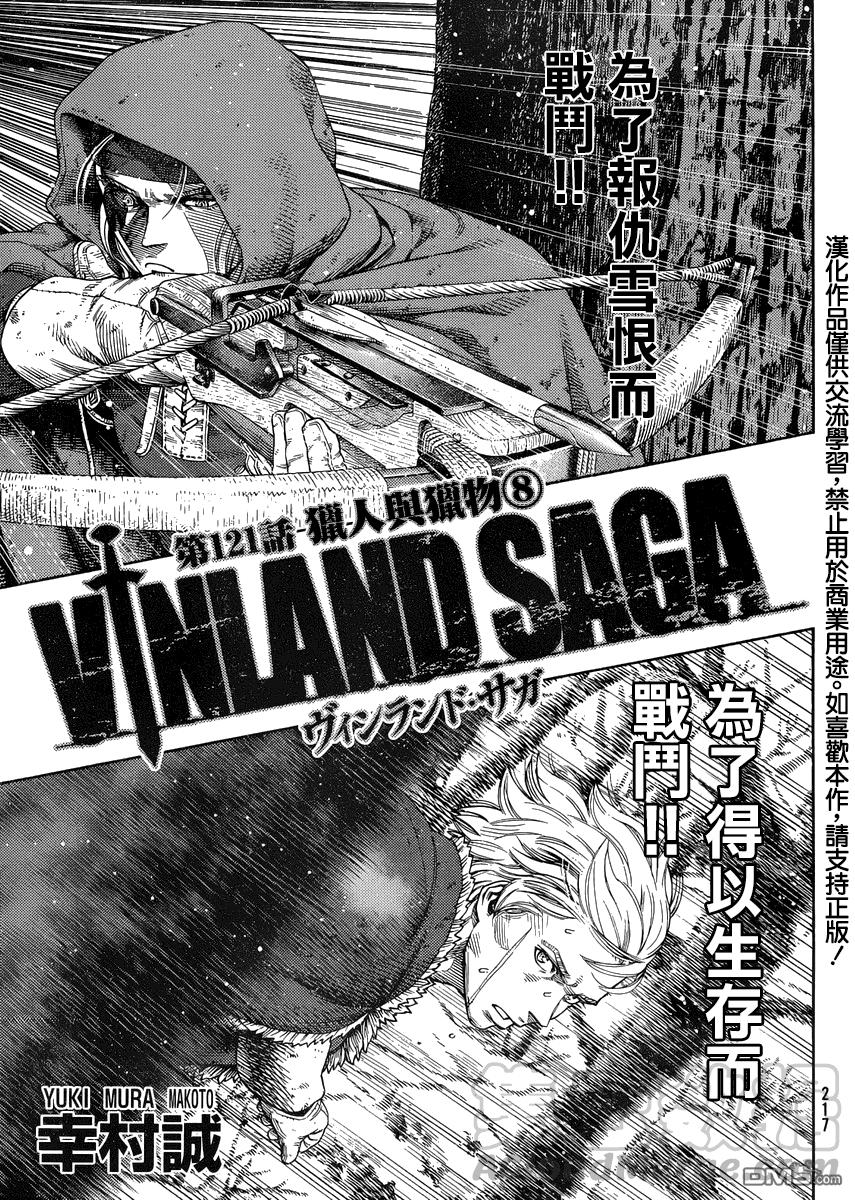 為了報仇雪恨而
戰鬥!!
第121話-獵人與獵物⑧
VINLAND SAGA
ヴィンランド・サガ
為了得以生存而
戰鬥!!
YUKI MURA MAKOTO
幸村誠
漢化作品僅供交流學習，禁止用於商業用途。如喜歡本作，請支持正版！
217
DM5.com